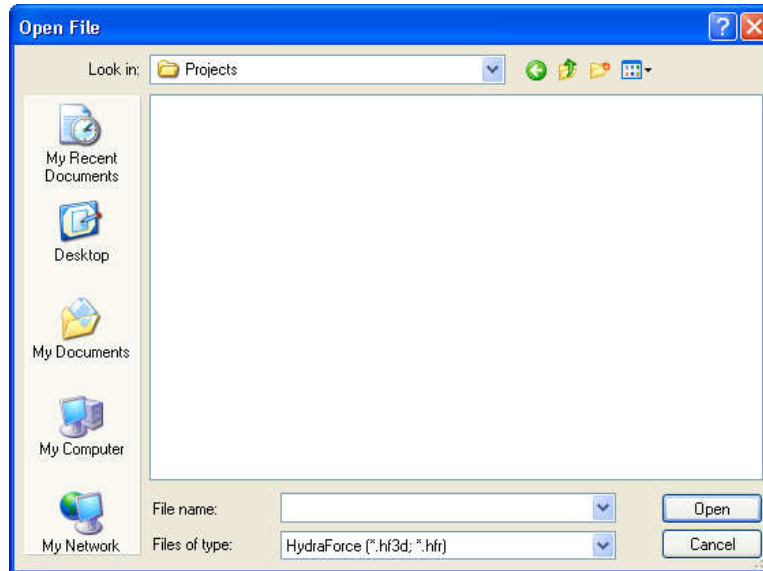 Open File
Look in: Projects
My Recent
Documents
Desktop
My Documents
My Computer
My Network
File name:
Open
Files of type: HydraForce (*.hf3d; *.hfr)
Cancel